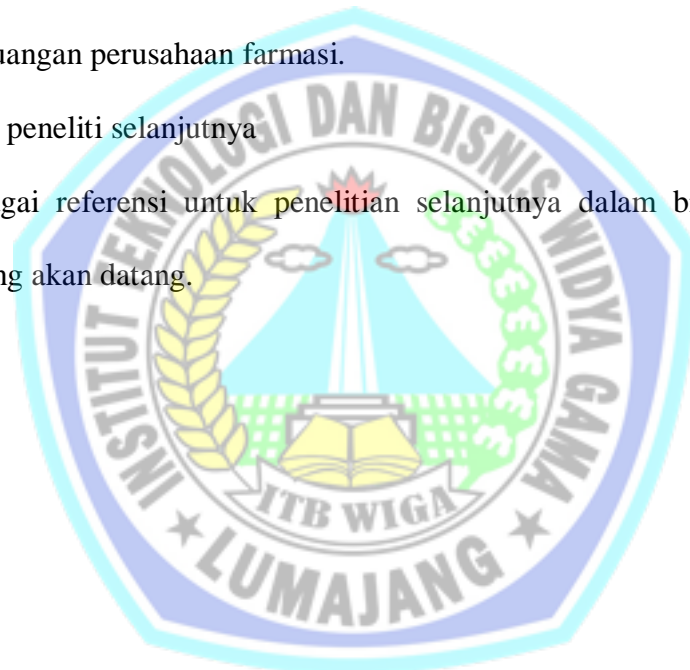 uangan perusahaan farmasi.
peneliti selanjutnya
gai referensi untuk penelitian selanjutnya dalam b
ng akan datang.
INSTITUT TEKNOLOGI DAN BISNIS WIDYA GAMA
ITB WIGA
LUMAJANG